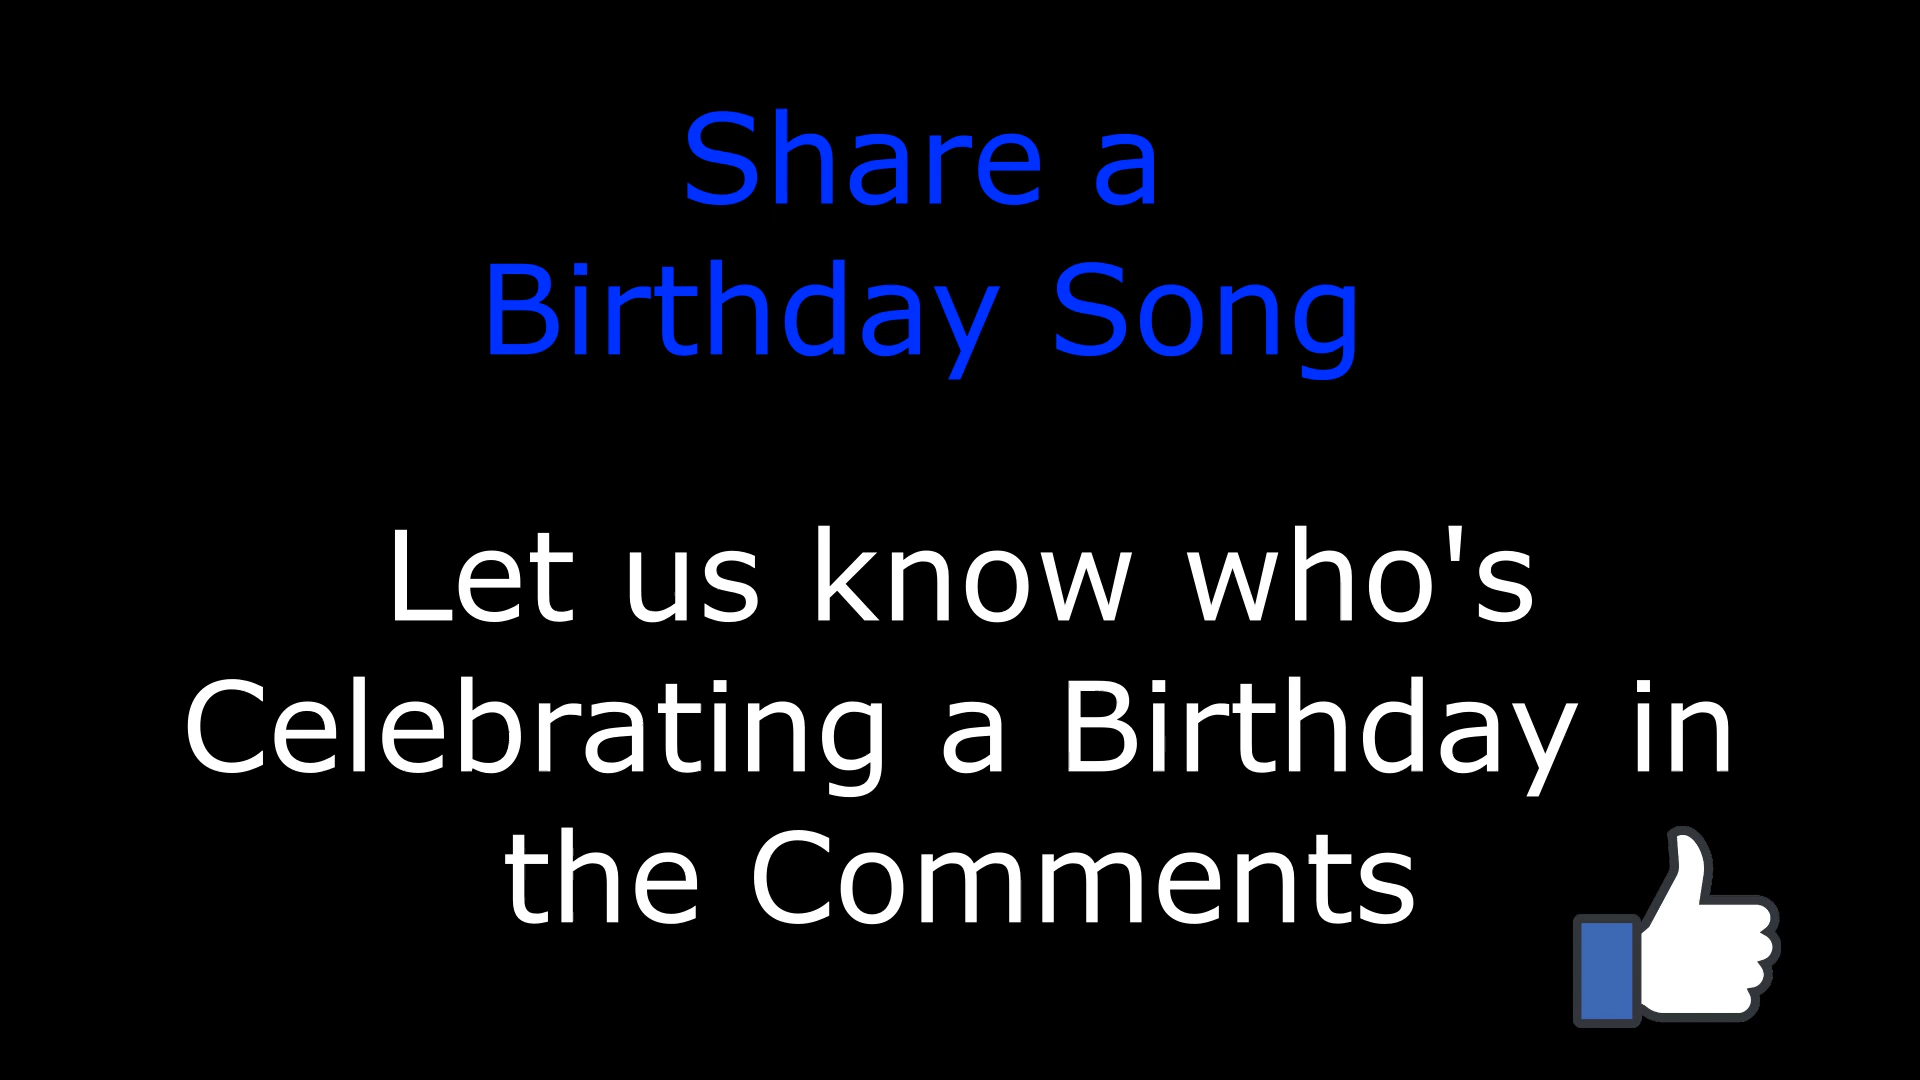 Share a
Birthday Song
Let us know who's
Celebrating a Birthday in
the Comments